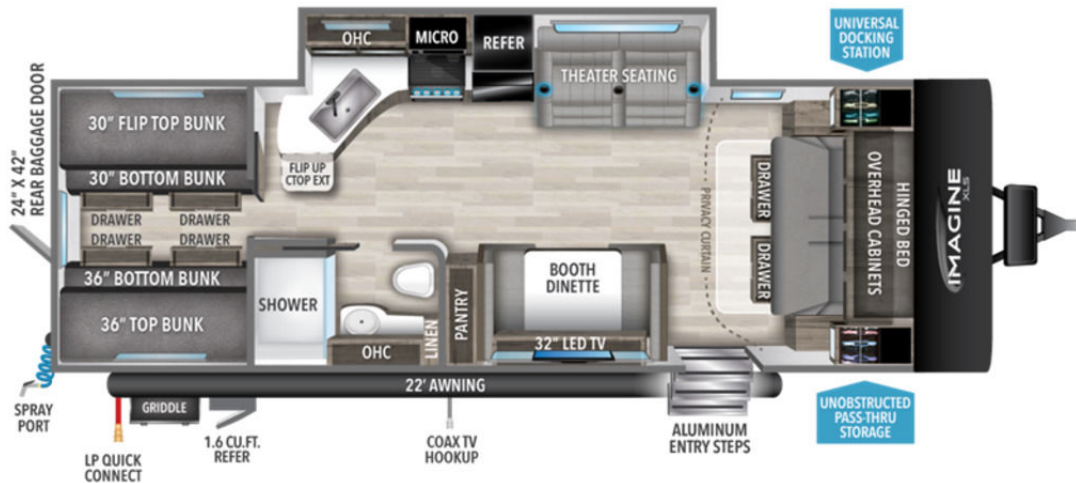 OHC
MICRO
REFER
THEATER SEATING
UNIVERSAL
DOCKING
STATION
24" X 42"
REAR BAGGAGE DOOR
30" FLIP TOP BUNK
30" BOTTOM BUNK
DRAWER
DRAWER
DRAWER
DRAWER
36" BOTTOM BUNK
36" TOP BUNK
FLIP UP
CTOP EXT
SHOWER
OHC
LINEN
PANTRY
BOOTH
DINETTE
32" LED TV
PRIVACY CURTAIN
DRAWER
DRAWER
OVERHEAD CABINETS
HINGED BED
IMAGINE
XLS
22' AWNING
SPRAY
PORT
LP QUICK
CONNECT
GRIDDLE
1.6 CU.FT.
REFER
COAX TV
HOOKUP
ALUMINUM
ENTRY STEPS
UNOBSTRUCTED
PASS-THRU
STORAGE